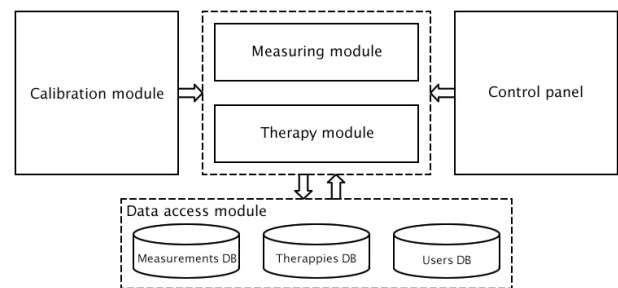 Measuring module
Calibration module
Control panel
Therapy module
Data access module
Measurements DB
Therappies DB
Users DB